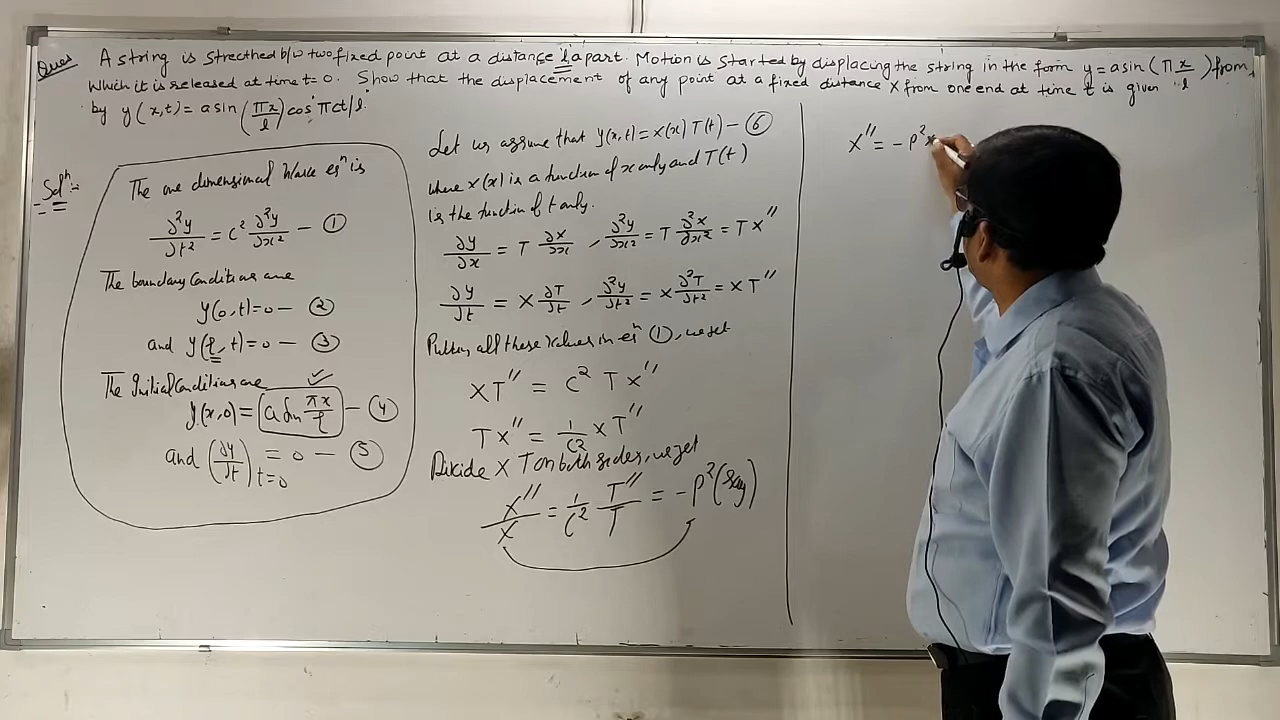 Ques A string is strecthed b/w two fixed point at a distance l apart. Motion is started by displacing the string in the form y = a sin (πx/l) from
which it is released at time t = 0. Show that the displacement of any point at a fixed distance x from one end at time t is given
by y(x,t) = a sin (πx/l) cos πct/l.
Solⁿ:-
The one dimensional wave eqⁿ is
∂²y/∂t² = c² ∂²y/∂x² — ①
The boundary Conditions are
y(0,t) = 0 — ②
and y(l,t) = 0 — ③
The Initial Conditions are ✓
y(x,0) = a sin πx/l — ④
and (∂y/∂t)t=0 = 0 — ⑤
Let us assume that y(x,t) = X(x) T(t) — ⑥
where X(x) is a function of x only and T(t)
is the function of t only.
∂y/∂x = T ∂X/∂x , ∂²y/∂x² = T ∂²X/∂x² = T X″
∂y/∂t = X ∂T/∂t , ∂²y/∂t² = X ∂²T/∂t² = X T″
Putting all these values in eqⁿ ①, we get
X T″ = c² T X″
T X″ = 1/c² X T″
Divide X T on both sides, we get
X″/X = 1/c² T″/T = -p² (say)
X″ = -p² x